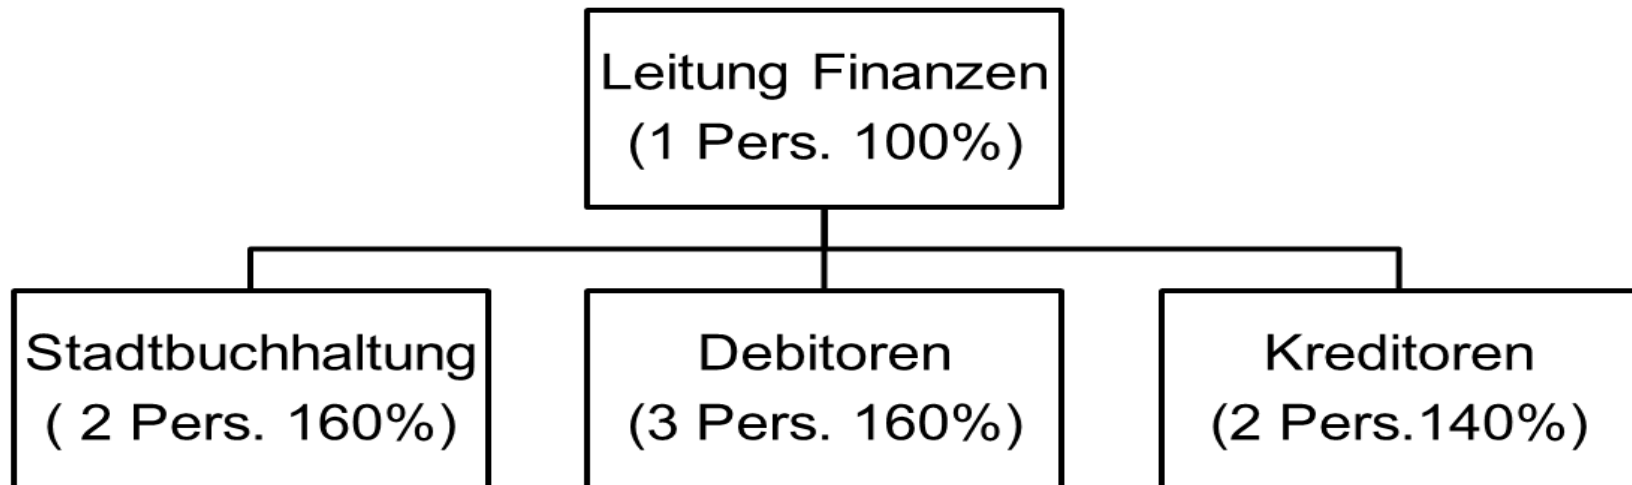 Leitung Finanzen
(1 Pers. 100%)
Stadtbuchhaltung
( 2 Pers. 160%)
Debitoren
(3 Pers. 160%)
Kreditoren
(2 Pers.140%)